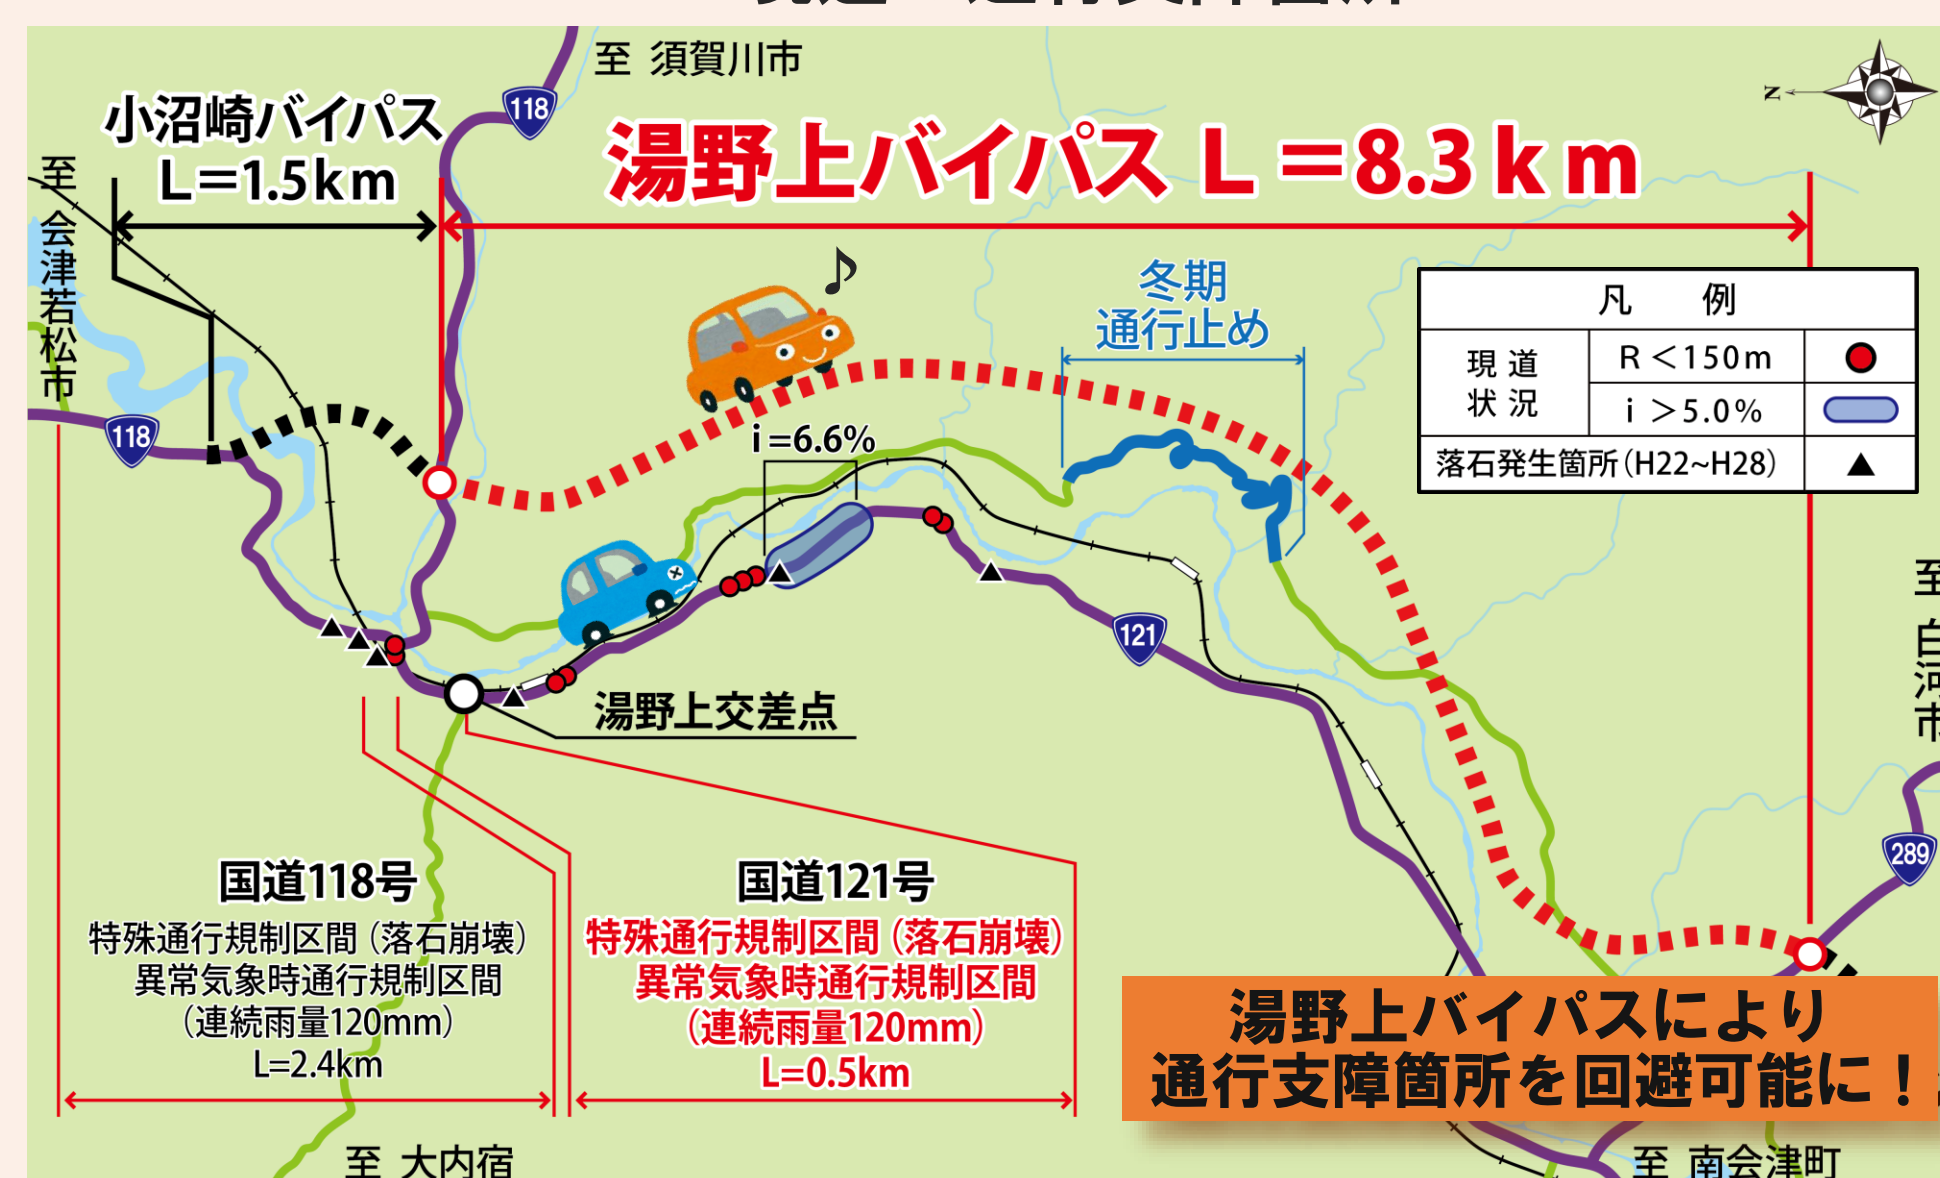 至 須賀川市
118
小沼崎バイパス
L=1.5km
湯野上バイパス L=8.3km
N
至 会津若松市
♪
冬期
通行止め
凡 例
現道
状況
R<150m
i>5.0%
落石発生箇所(H22~H28)
118
i=6.6%
121
至 白河市
湯野上交差点
289
国道118号
特殊通行規制区間(落石崩壊)
異常気象時通行規制区間
(連続雨量120mm)
L=2.4km
国道121号
特殊通行規制区間(落石崩壊)
異常気象時通行規制区間
(連続雨量120mm)
L=0.5km
湯野上バイパスにより
通行支障箇所を回避可能に!
至 大内宿
至 南会津町